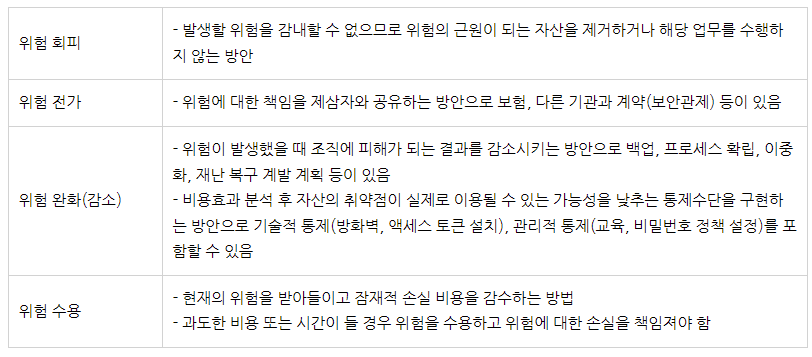 위험 회피
- 발생할 위험을 감내할 수 없으므로 위험의 근원이 되는 자산을 제거하거나 해당 업무를 수행하
지 않는 방안
위험 전가
- 위험에 대한 책임을 제삼자와 공유하는 방안으로 보험, 다른 기관과 계약(보안관제) 등이 있음
위험 완화(감소)
- 위험이 발생했을 때 조직에 피해가 되는 결과를 감소시키는 방안으로 백업, 프로세스 확립, 이중
화, 재난 복구 계발 계획 등이 있음
- 비용효과 분석 후 자산의 취약점이 실제로 이용될 수 있는 가능성을 낮추는 통제수단을 구현하
는 방안으로 기술적 통제(방화벽, 액세스 토큰 설치), 관리적 통제(교육, 비밀번호 정책 설정)를 포
함할 수 있음
위험 수용
- 현재의 위험을 받아들이고 잠재적 손실 비용을 감수하는 방법
- 과도한 비용 또는 시간이 들 경우 위험을 수용하고 위험에 대한 손실을 책임져야 함